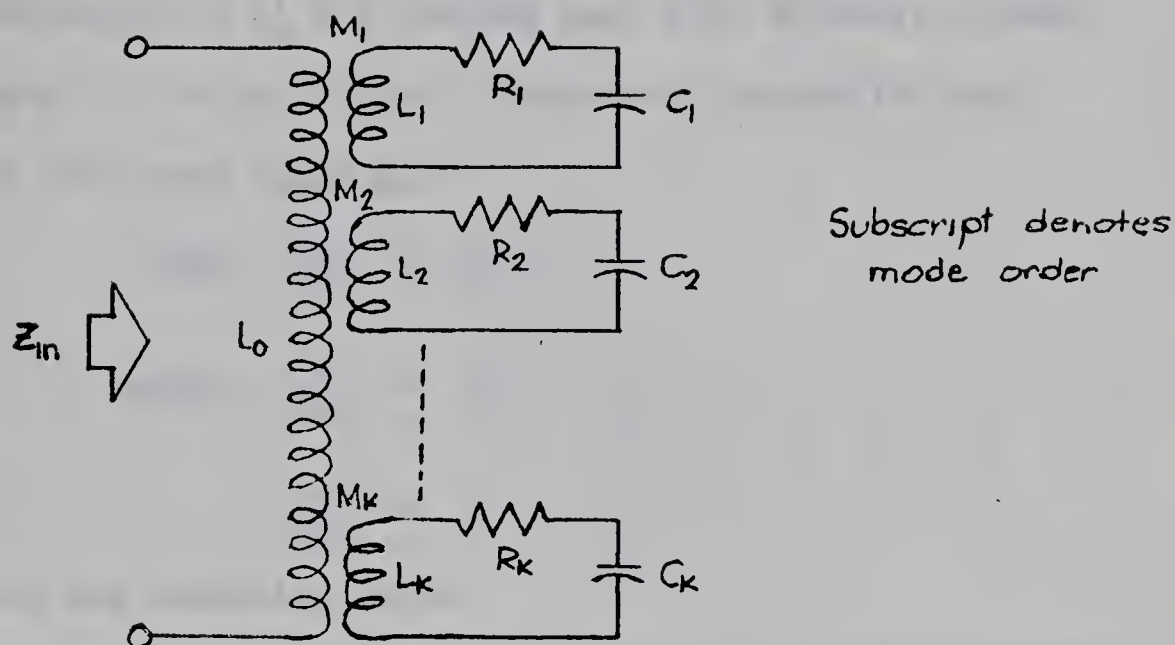 M1
L1
R1
C1
M2
L2
R2
C2
Subscript denotes
mode order
Zin
L0
MK
LK
RK
CK